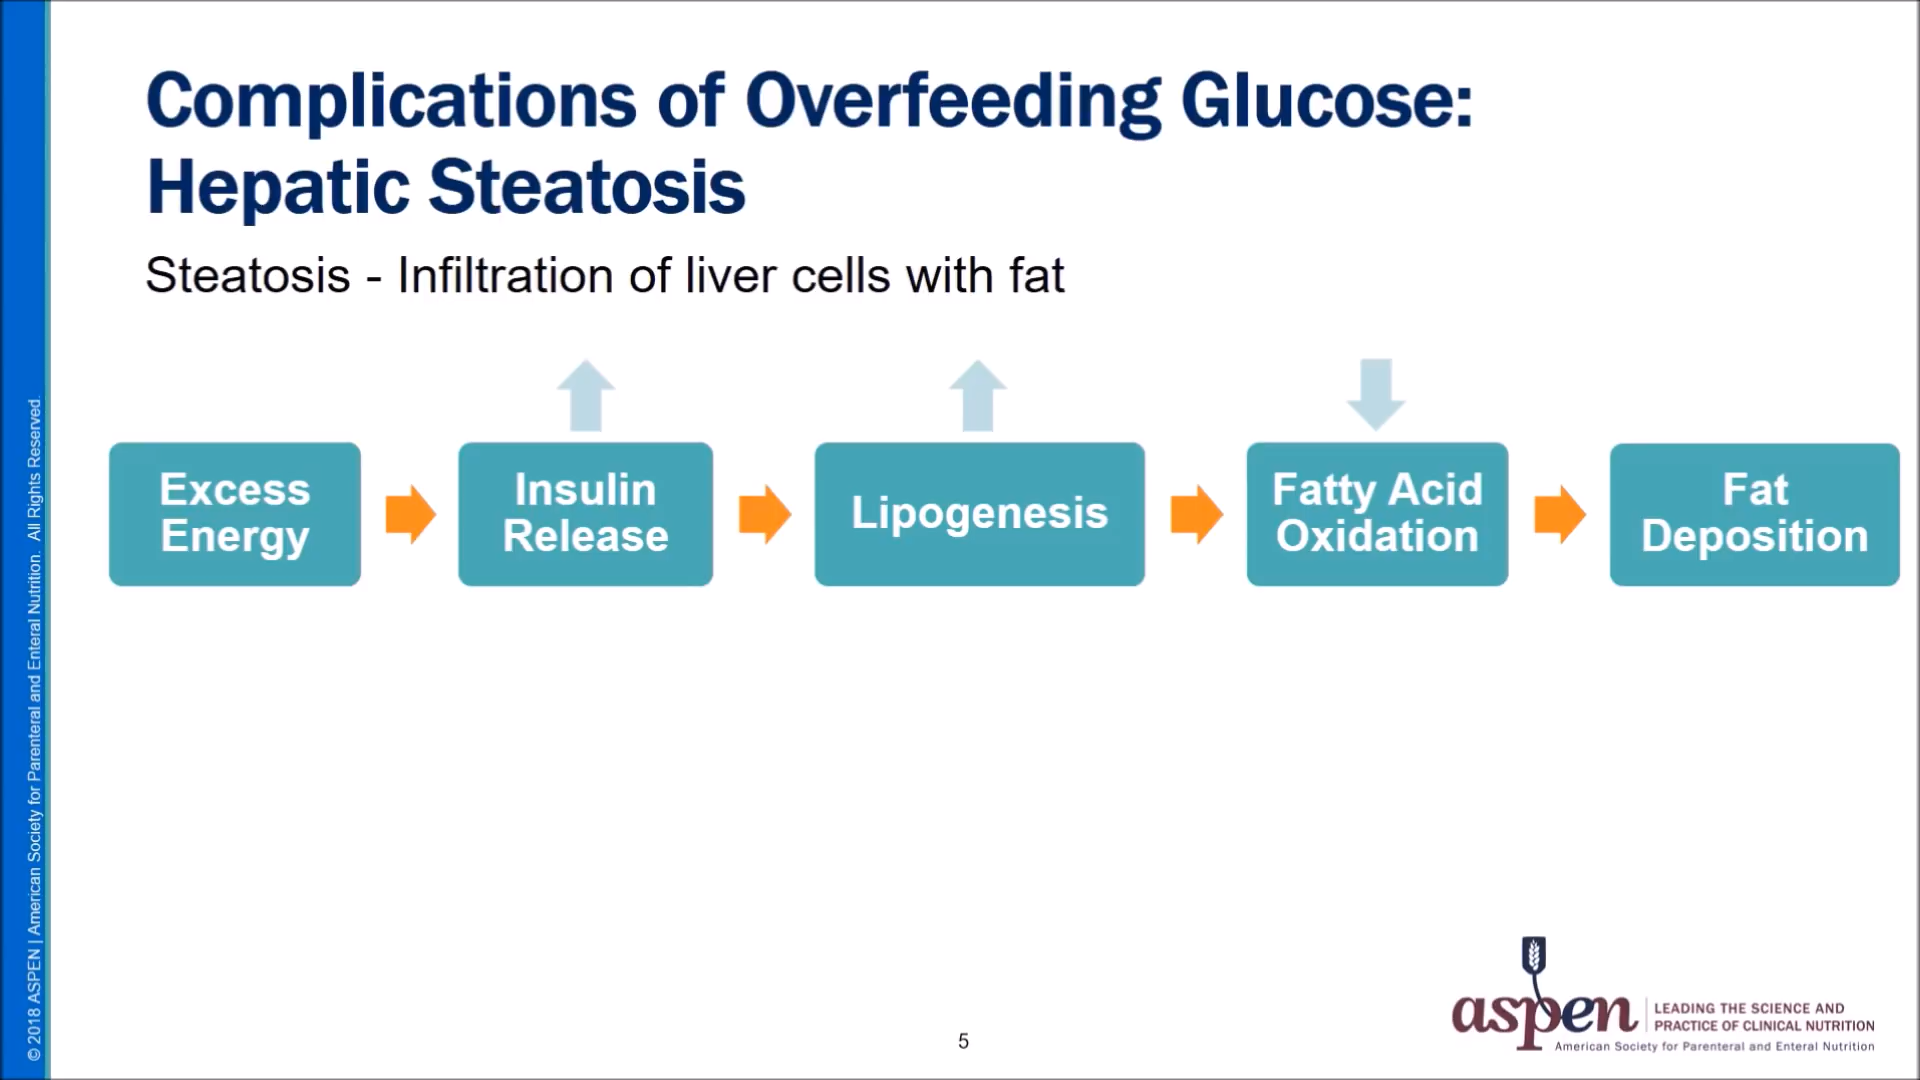 Complications of Overfeeding Glucose:
Hepatic Steatosis
Steatosis - Infiltration of liver cells with fat
Excess
Energy
Insulin
Release
Lipogenesis
Fatty Acid
Oxidation
Fat
Deposition
© 2018 ASPEN | American Society for Parenteral and Enteral Nutrition. All Rights Reserved.
5
aspen
LEADING THE SCIENCE AND
PRACTICE OF CLINICAL NUTRITION
American Society for Parenteral and Enteral Nutrition